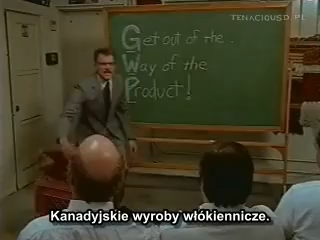 TENACIOUSD.PL
Get out of the
Way of the
Product!
Kanadyjskie wyroby włókiennicze.